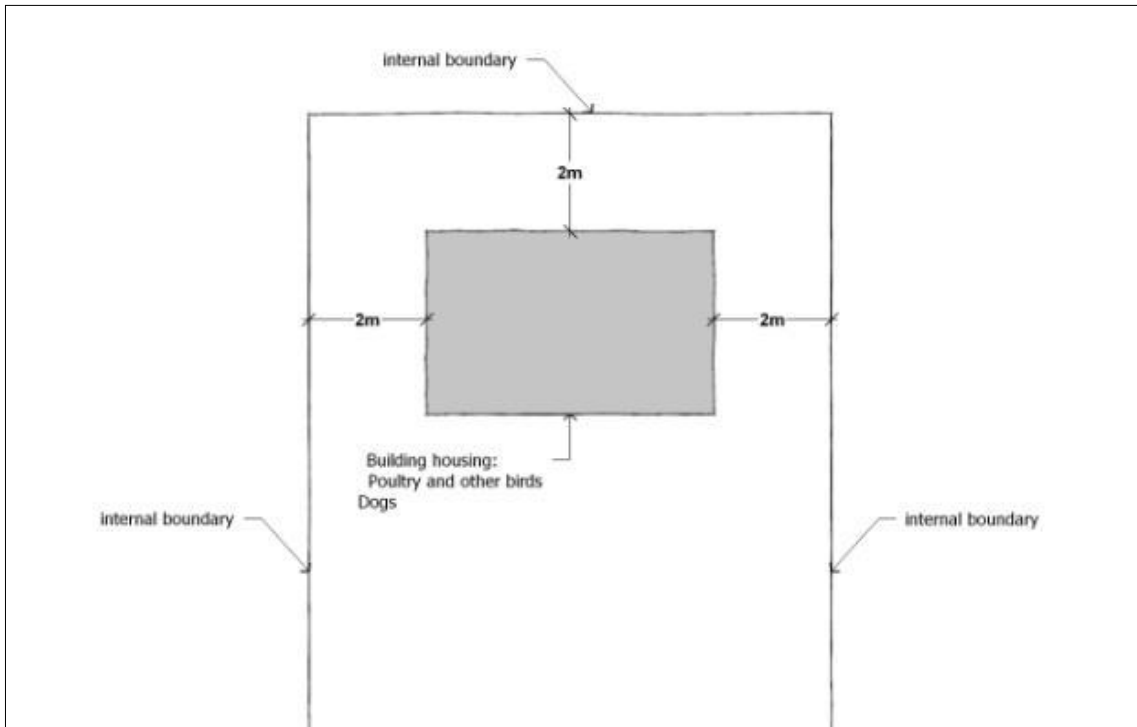 internal boundary
2m
2m
2m
Building housing:
Poultry and other birds
Dogs
internal boundary
internal boundary